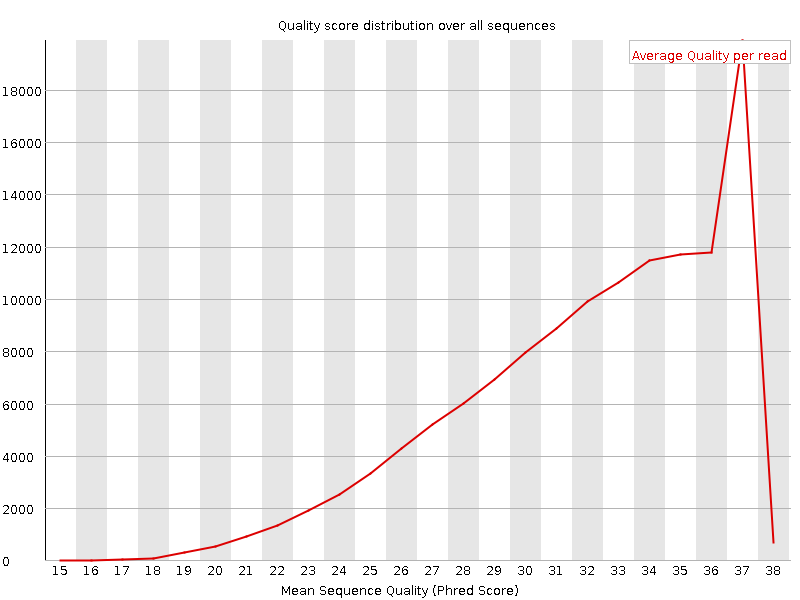 Quality score distribution over all sequences
Average Quality per read
18000
16000
14000
12000
10000
8000
6000
4000
2000
0
15 16 17 18 19 20 21 22 23 24 25 26 27 28 29 30 31 32 33 34 35 36 37 38
Mean Sequence Quality (Phred Score)